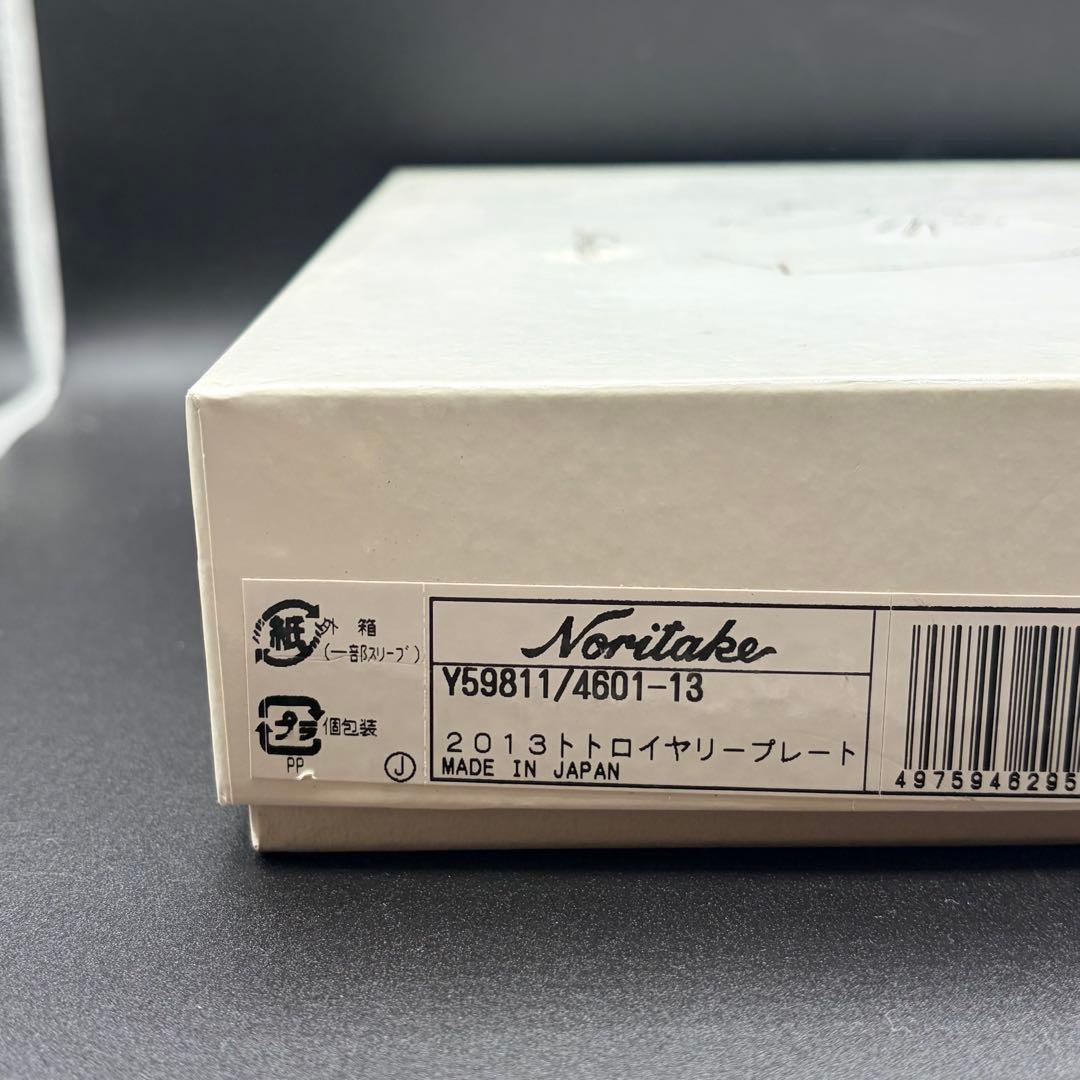 紙 外箱
(一部スリーブ)
プラ 個包装
PP
J
Noritake
Y59811/4601-13
2013トトロイヤリープレート
MADE IN JAPAN
4975946295